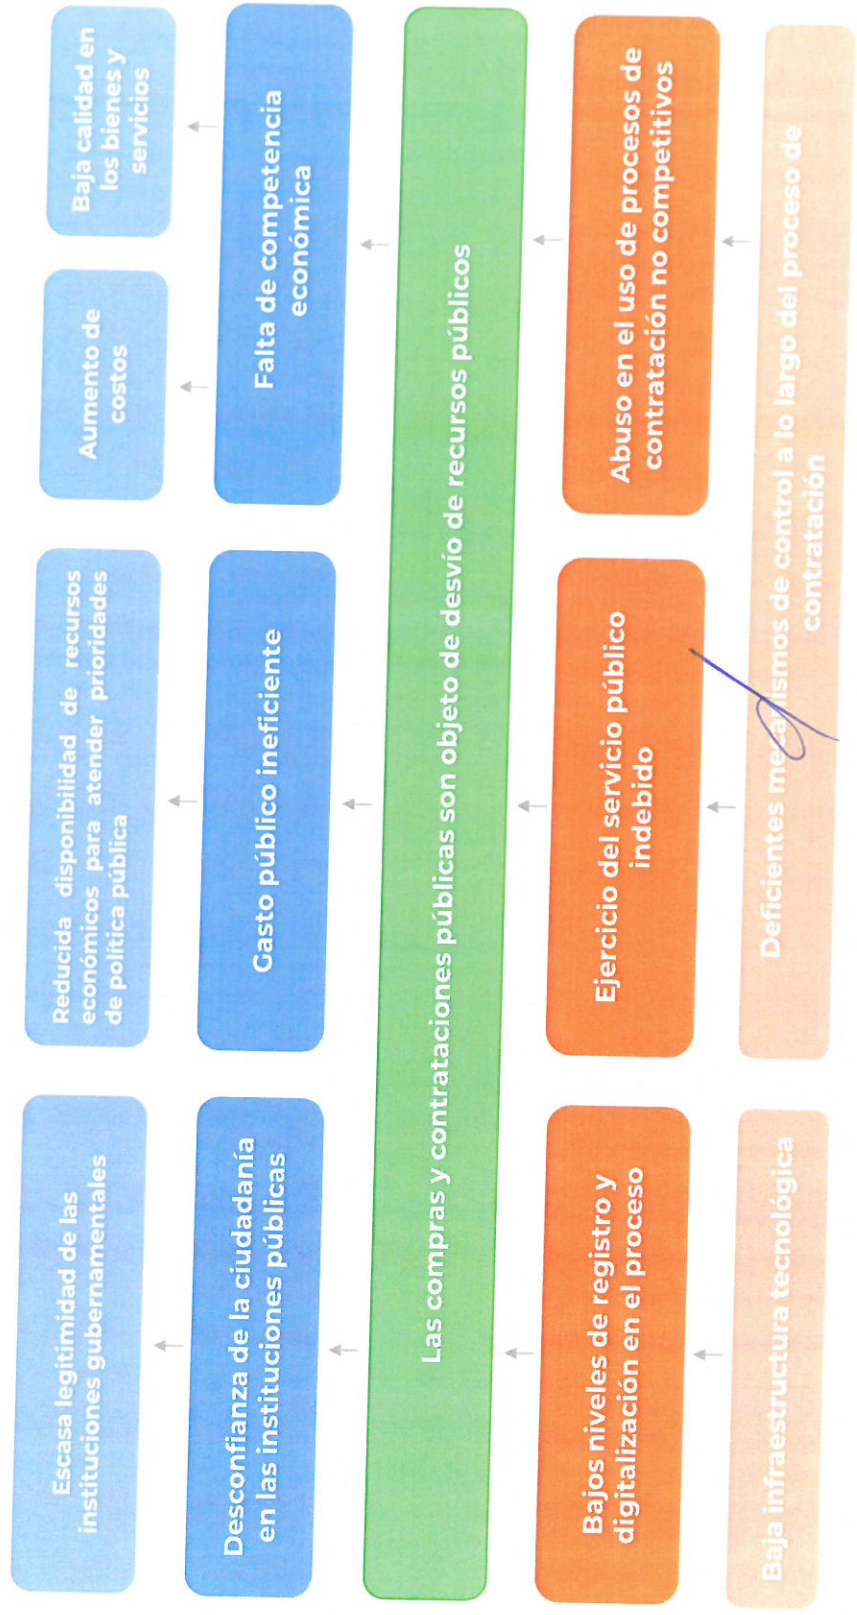 Escasa legitimidad de las
instituciones gubernamentales
Reducida disponibilidad de recursos
económicos para atender prioridades
de política pública
Aumento de
costos
Baja calidad en
los bienes y
servicios
Desconfianza de la ciudadanía
en las instituciones públicas
Gasto público ineficiente
Falta de competencia
económica
Las compras y contrataciones públicas son objeto de desvío de recursos públicos
Bajos niveles de registro y
digitalización en el proceso
Ejercicio del servicio público
indebido
Abuso en el uso de procesos de
contratación no competitivos
Baja infraestructura tecnológica
Deficientes mecanismos de control a lo largo del proceso de
contratación